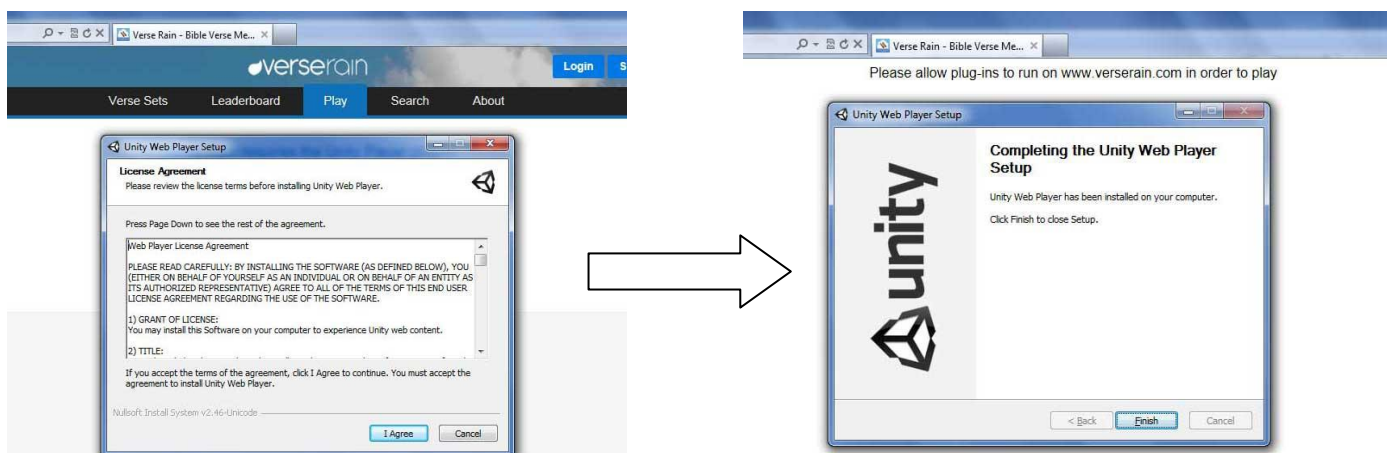 Verse Rain - Bible Verse Me...
verserain
Login
S
Verse Sets Leaderboard Play Search About
Unity Web Player Setup
License Agreement
Please review the license terms before installing Unity Web Player.
Press Page Down to see the rest of the agreement.
Web Player License Agreement
PLEASE READ CAREFULLY: BY INSTALLING THE SOFTWARE (AS DEFINED BELOW), YOU
(EITHER ON BEHALF OF YOURSELF AS AN INDIVIDUAL OR ON BEHALF OF AN ENTITY AS
ITS AUTHORIZED REPRESENTATIVE) AGREE TO ALL OF THE TERMS OF THIS END USER
LICENSE AGREEMENT REGARDING THE USE OF THE SOFTWARE.
1) GRANT OF LICENSE:
You may install this Software on your computer to experience Unity web content.
2) TITLE:
If you accept the terms of the agreement, click I Agree to continue. You must accept the
agreement to install Unity Web Player.
Nullsoft Install System v2.46-Unicode
I Agree Cancel
Verse Rain - Bible Verse Me...
Please allow plug-ins to run on www.verserain.com in order to play
Unity Web Player Setup
unity
Completing the Unity Web Player
Setup
Unity Web Player has been installed on your computer.
Click Finish to close Setup.
< Back Finish Cancel